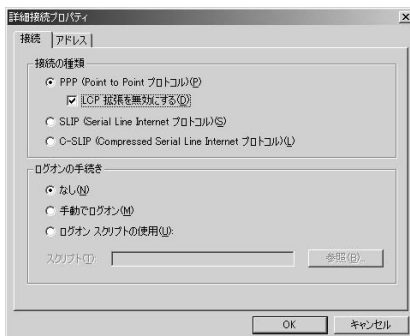 詳細接続プロパティ
接続 アドレス
接続の種類
PPP (Point to Point プロトコル)(P)
LCP 拡張を無効にする(D)
SLIP (Serial Line Internet プロトコル)(S)
C-SLIP (Compressed Serial Line Internet プロトコル)(L)
ログオンの手続き
なし(N)
手動でログオン(M)
ログオン スクリプトの使用(U):
スクリプト(T): 参照(B)...
OK キャンセル